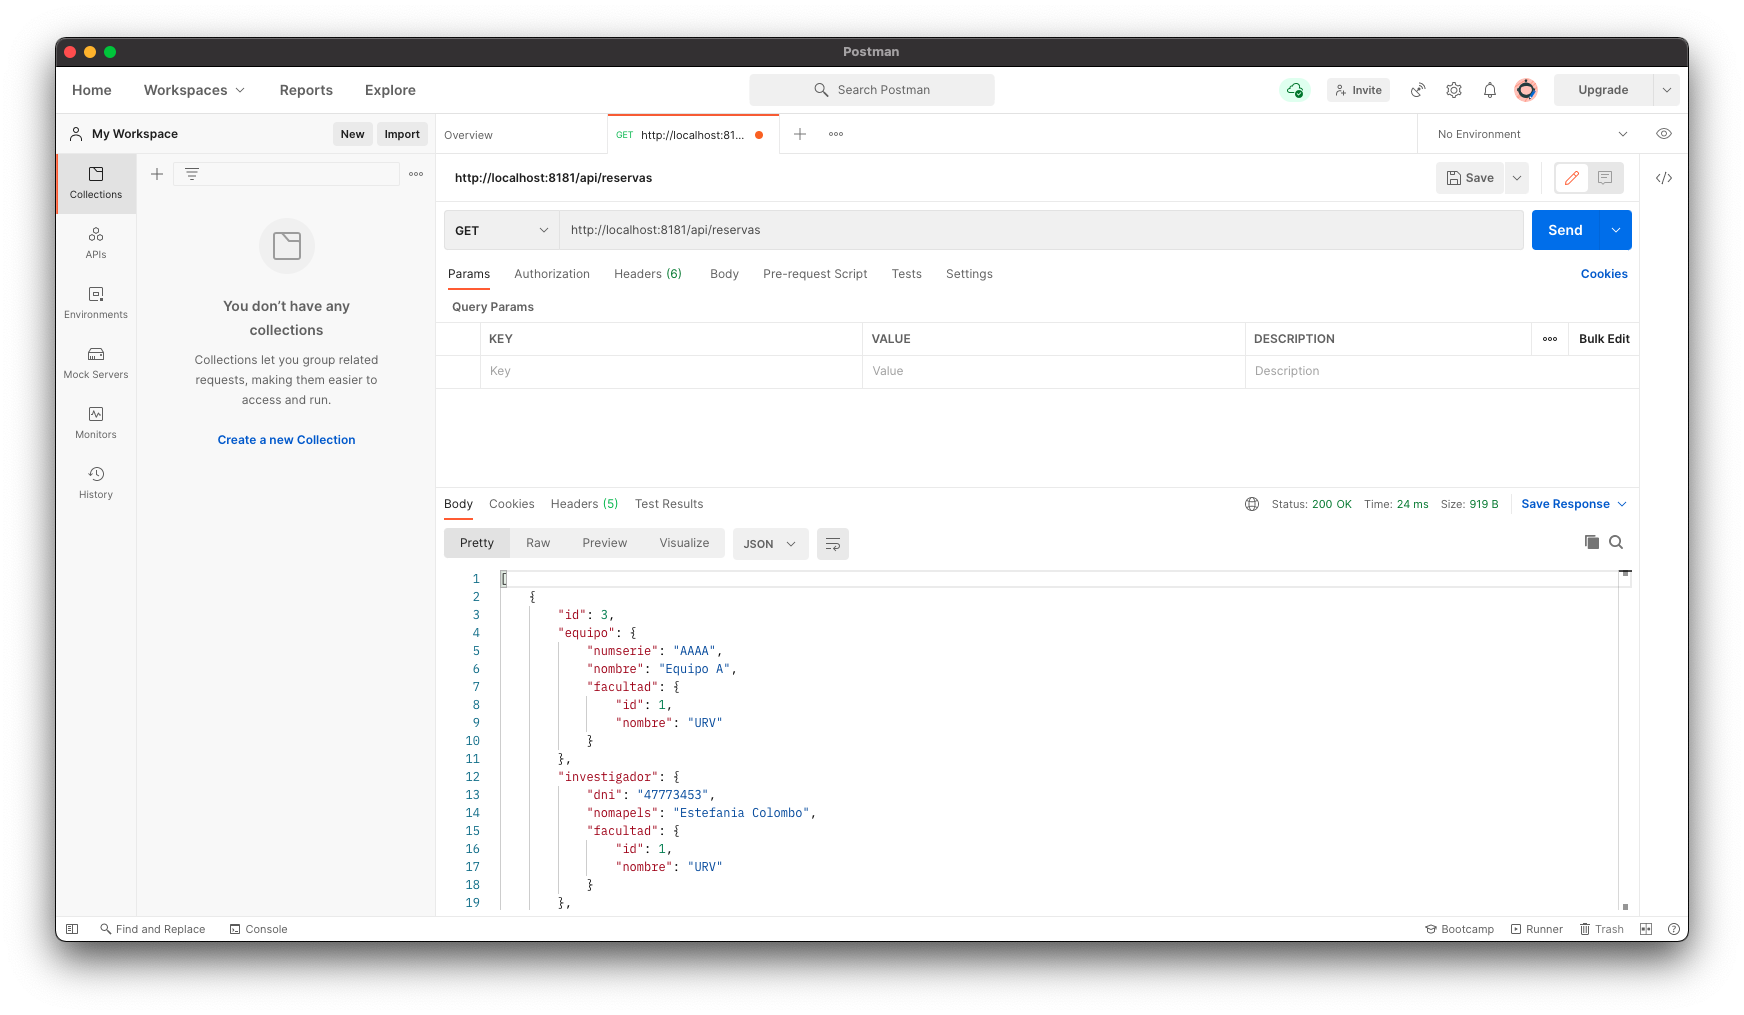 Postman
Home Workspaces Reports Explore Search Postman Invite Upgrade
My Workspace New Import Overview GET http://localhost:81... No Environment
Collections
APIs
Environments
Mock Servers
Monitors
History
You don’t have any
collections
Collections let you group related
requests, making them easier to
access and run.
Create a new Collection
http://localhost:8181/api/reservas Save
GET http://localhost:8181/api/reservas Send
Params Authorization Headers (6) Body Pre-request Script Tests Settings Cookies
Query Params
KEY VALUE DESCRIPTION Bulk Edit
Key Value Description
Body Cookies Headers (5) Test Results Status: 200 OK Time: 24 ms Size: 919 B Save Response
Pretty Raw Preview Visualize JSON
1 [
2 {
3 "id": 3,
4 "equipo": {
5 "numserie": "AAAA",
6 "nombre": "Equipo A",
7 "facultad": {
8 "id": 1,
9 "nombre": "URV"
10 }
11 },
12 "investigador": {
13 "dni": "47773453",
14 "nomapels": "Estefania Colombo",
15 "facultad": {
16 "id": 1,
17 "nombre": "URV"
18 }
19 },
Find and Replace Console Bootcamp Runner Trash